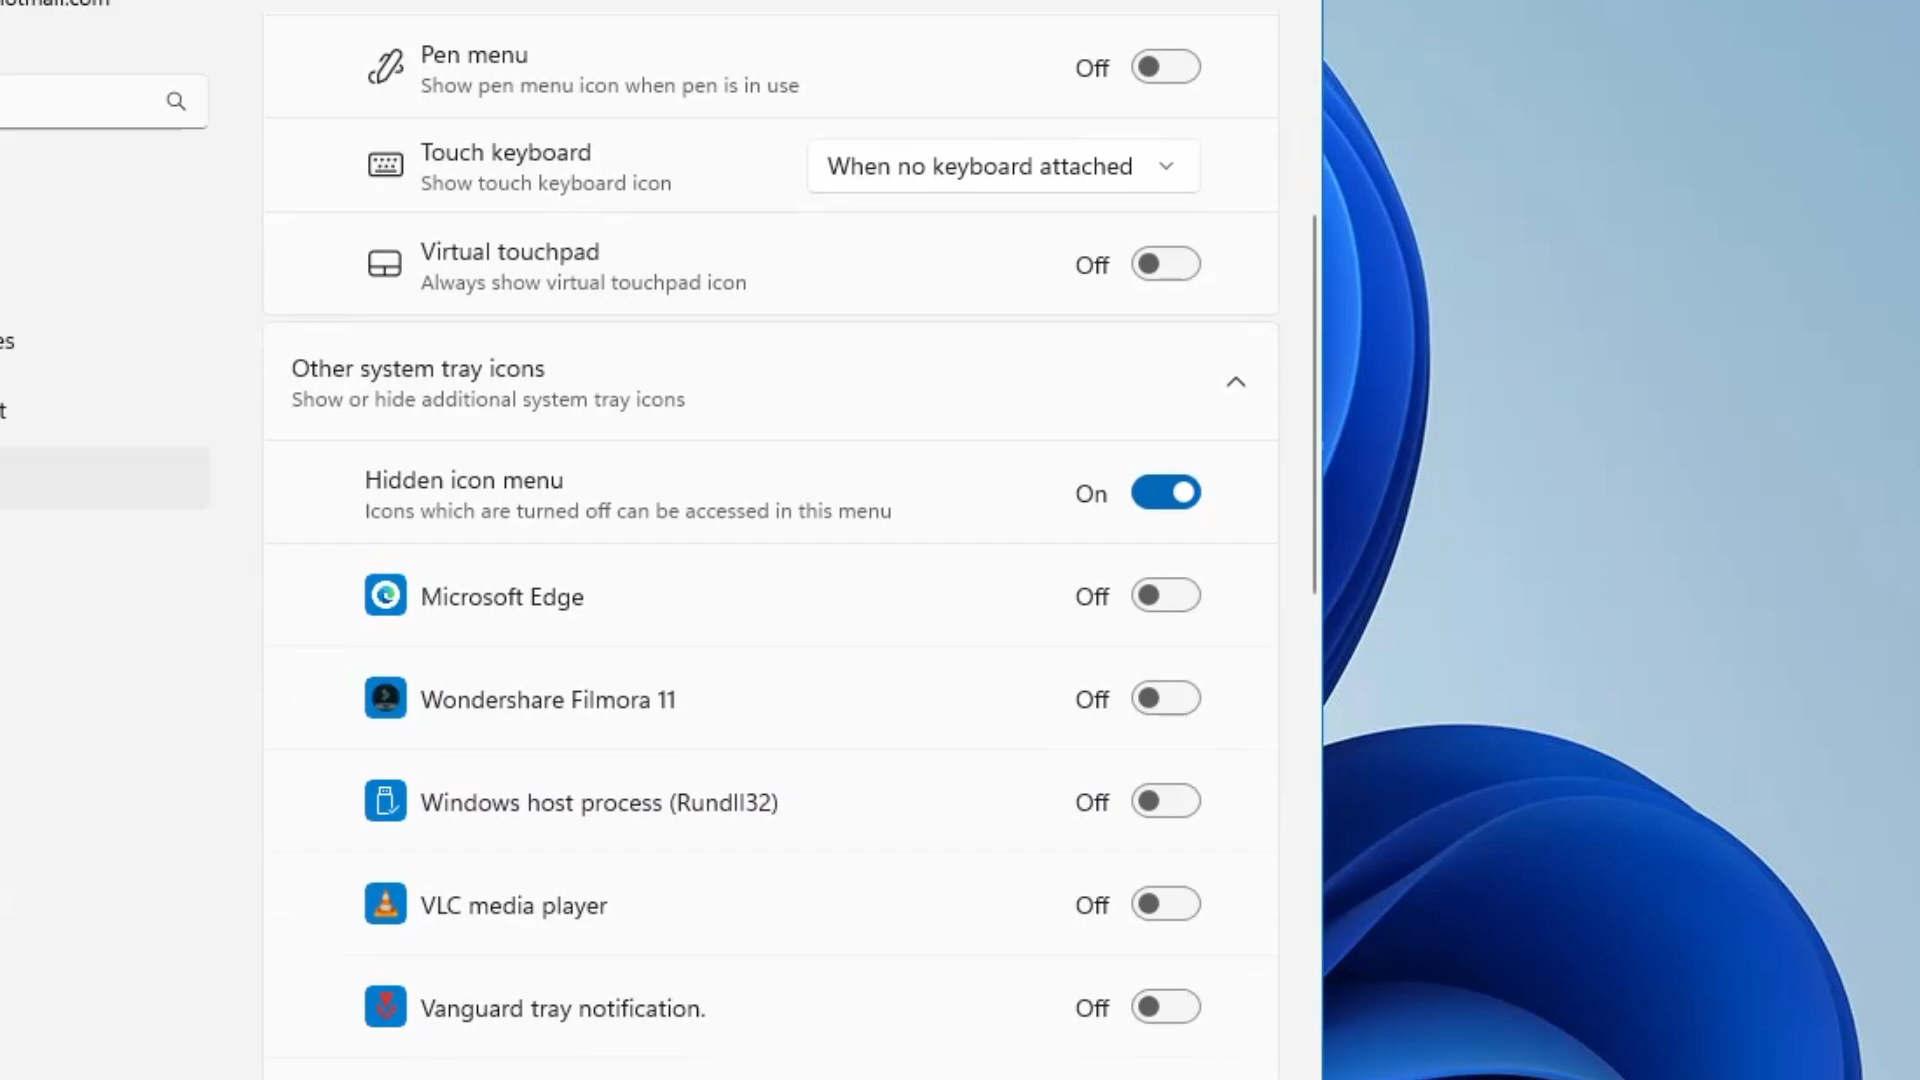 Pen menu
Show pen menu icon when pen is in use
Off
Touch keyboard
Show touch keyboard icon
When no keyboard attached
Virtual touchpad
Always show virtual touchpad icon
Off
es
t
Other system tray icons
Show or hide additional system tray icons
Hidden icon menu
Icons which are turned off can be accessed in this menu
On
Microsoft Edge
Off
Wondershare Filmora 11
Off
Windows host process (Rundll32)
Off
VLC media player
Off
Vanguard tray notification.
Off